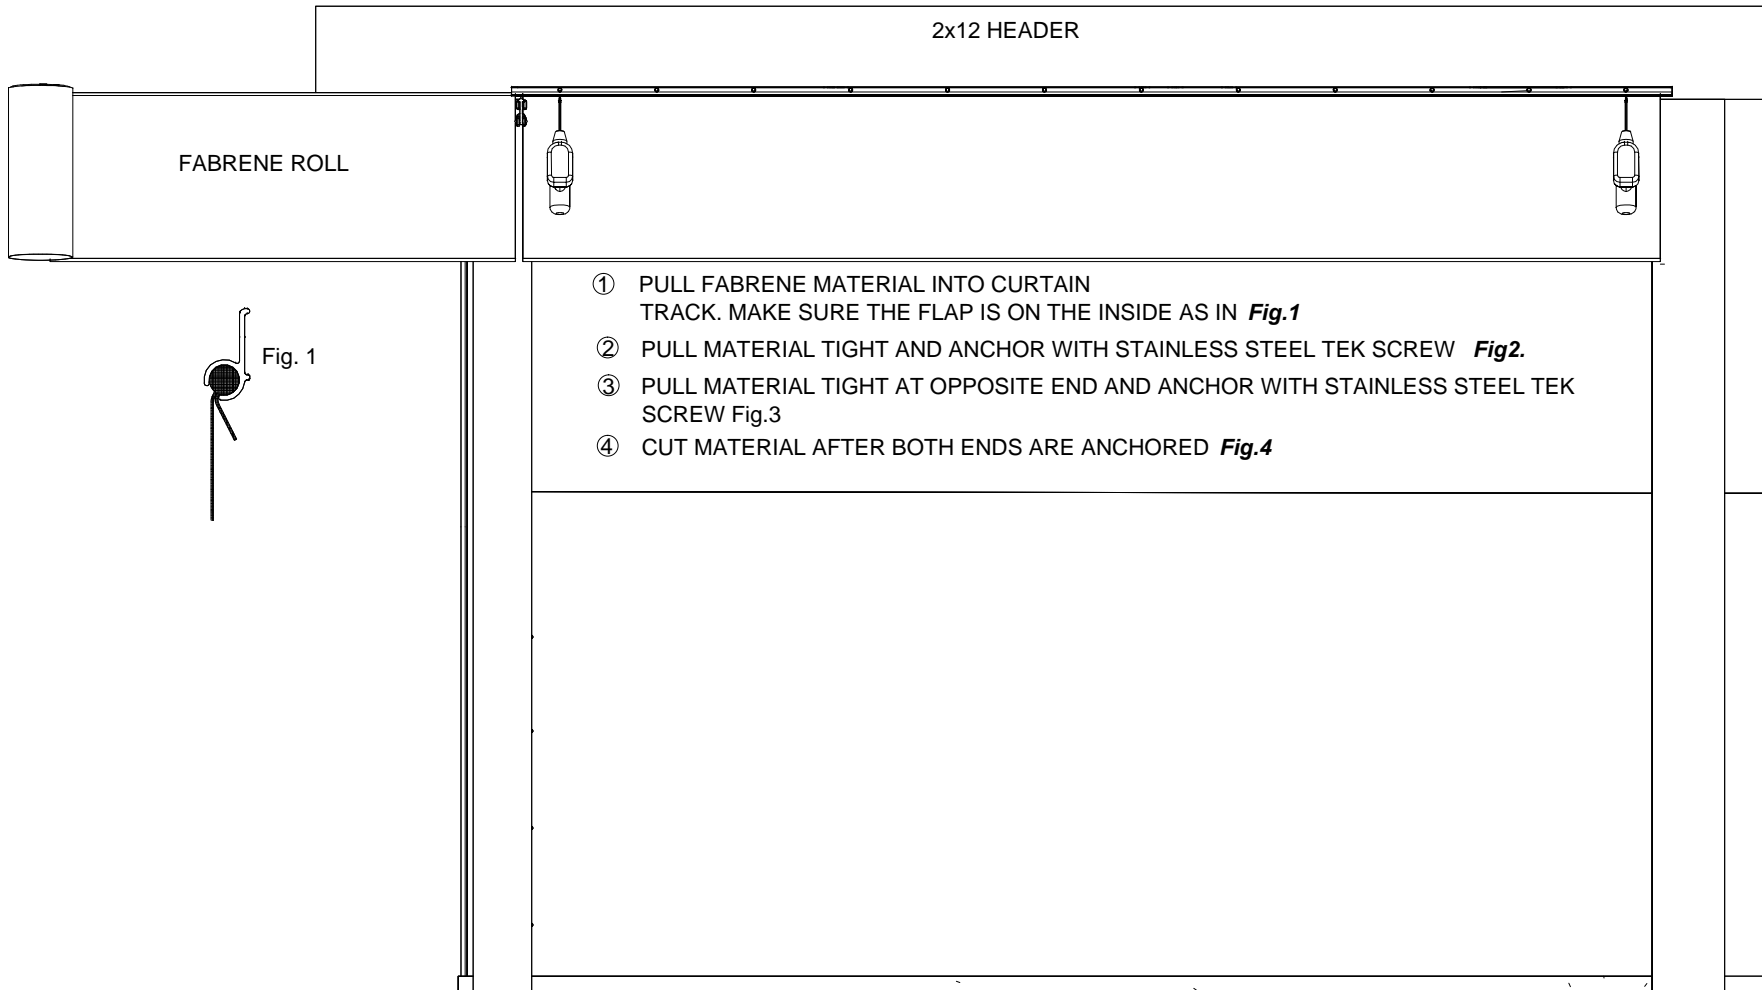 2x12 HEADER
FABRENE ROLL
① PULL FABRENE MATERIAL INTO CURTAIN
TRACK. MAKE SURE THE FLAP IS ON THE INSIDE AS IN Fig.1
② PULL MATERIAL TIGHT AND ANCHOR WITH STAINLESS STEEL TEK SCREW Fig2.
③ PULL MATERIAL TIGHT AT OPPOSITE END AND ANCHOR WITH STAINLESS STEEL TEK
SCREW Fig.3
④ CUT MATERIAL AFTER BOTH ENDS ARE ANCHORED Fig.4
Fig. 1